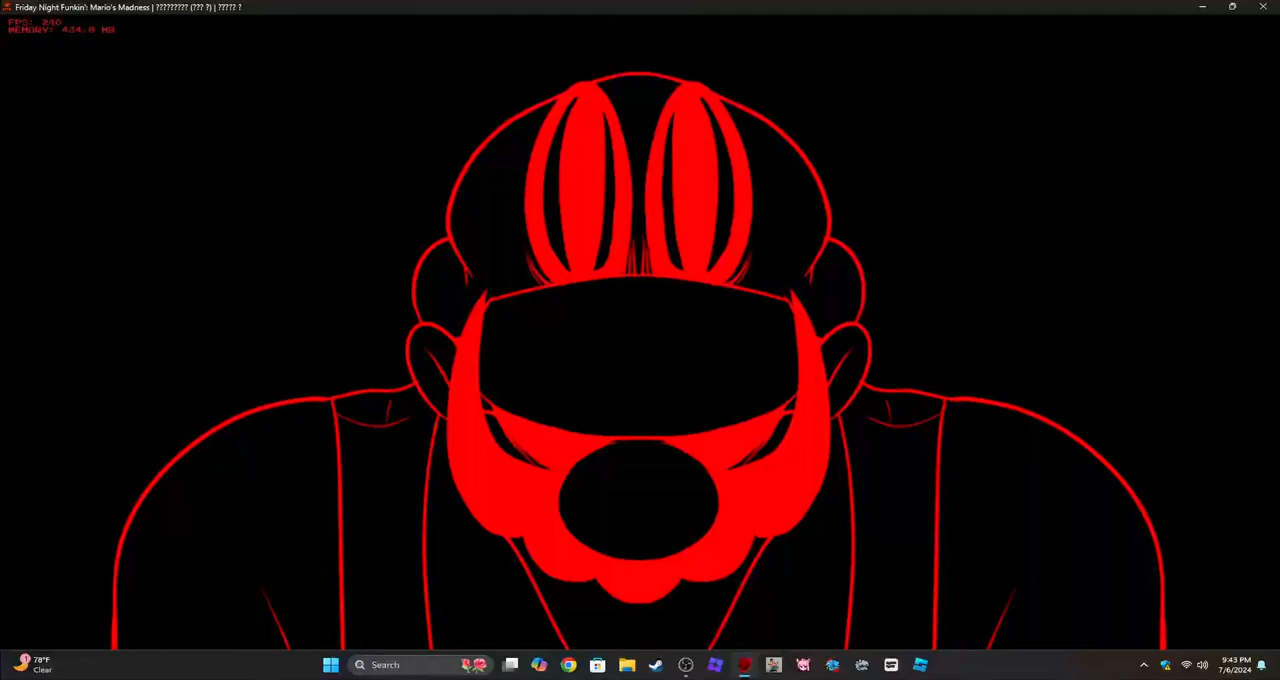 Friday Night Funkin': Mario's Madness | ????????? (??? ?) | ????? ?
FPS: 240
MEMORY: 434.8 MB
1
78°F
Clear
Search
9:43 PM
7/6/2024